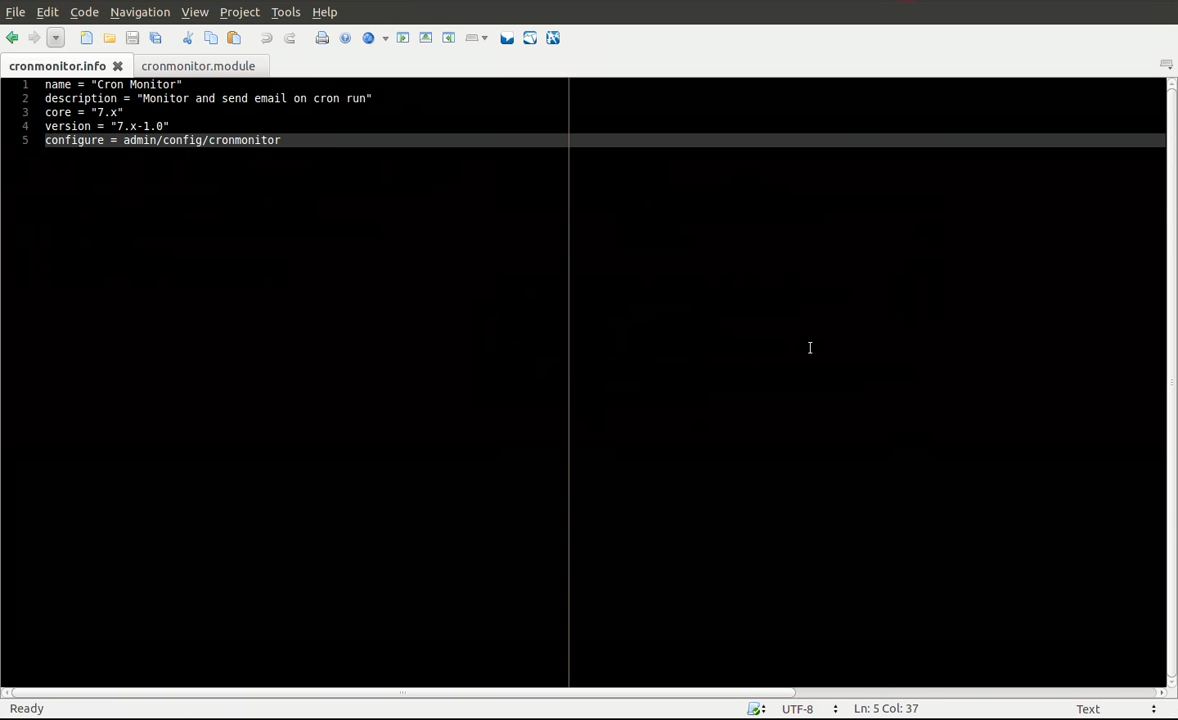 File Edit Code Navigation View Project Tools Help
cronmonitor.info cronmonitor.module
1 name = "Cron Monitor"
2 description = "Monitor and send email on cron run"
3 core = "7.x"
4 version = "7.x-1.0"
5 configure = admin/config/cronmonitor
Ready UTF-8 Ln: 5 Col: 37 Text